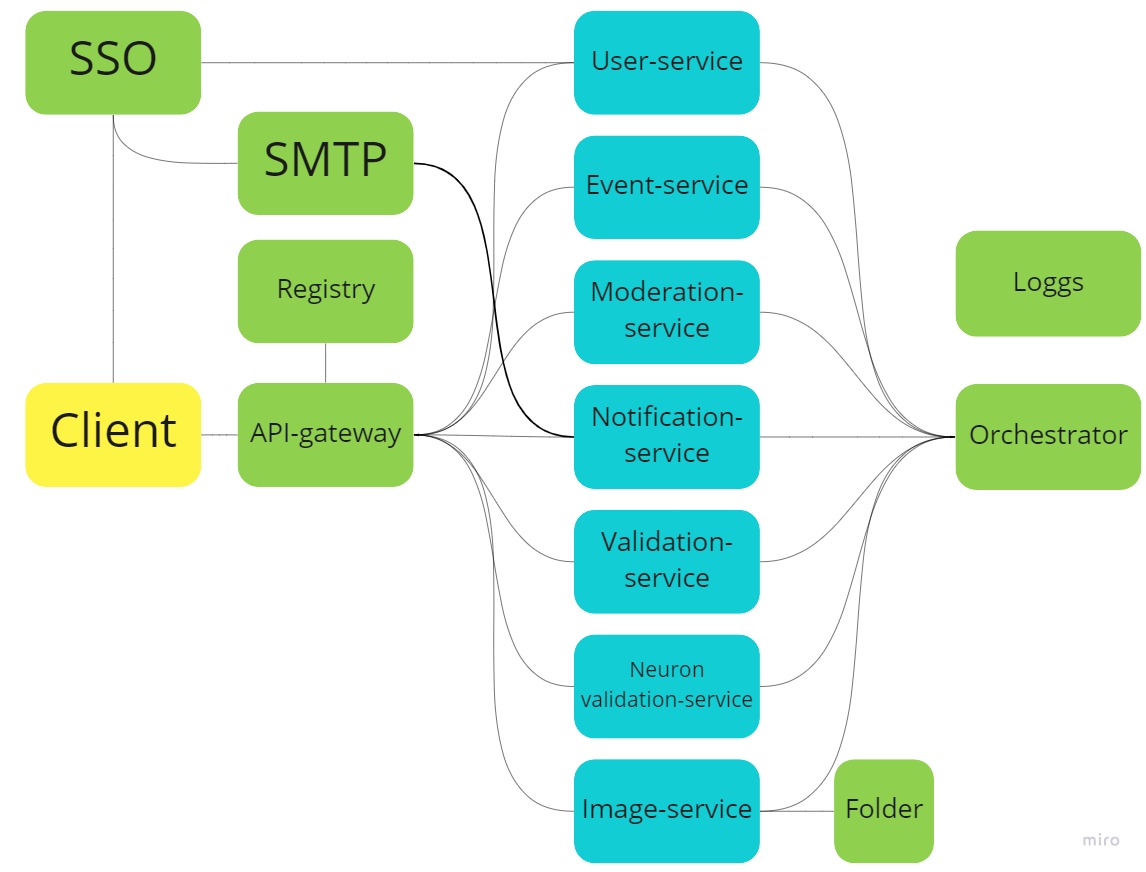 SSO
User-service
SMTP
Event-service
Registry
Moderation-
service
Loggs
Client
API-gateway
Notification-
service
Orchestrator
Validation-
service
Neuron
validation-service
Image-service
Folder
miro